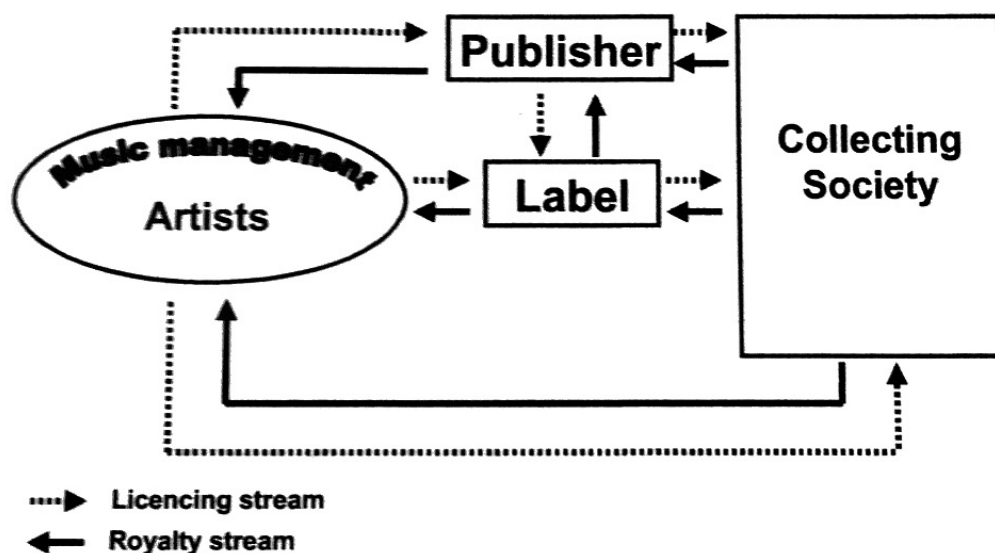 Publisher
Collecting
Society
Music management
Artists
Label
Licencing stream
Royalty stream